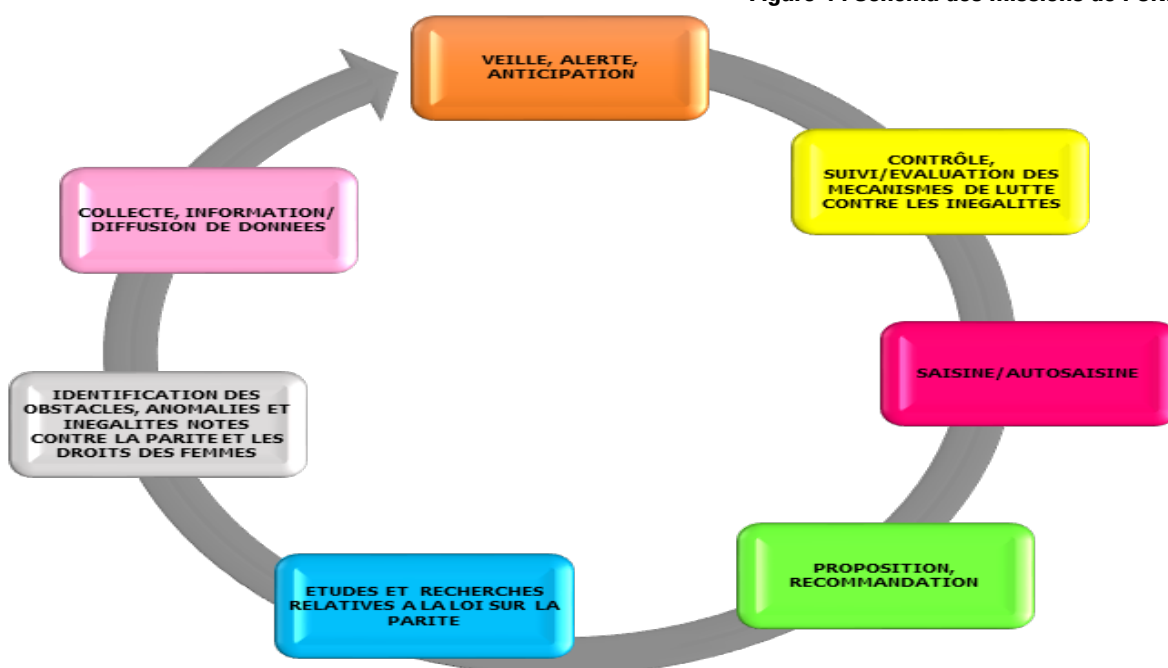 VEILLE, ALERTE,
ANTICIPATION
CONTRÔLE,
SUIVI/EVALUATION DES
MECANISMES DE LUTTE
CONTRE LES INEGALITES
SAISINE/AUTOSAISINE
PROPOSITION,
RECOMMANDATION
ETUDES ET RECHERCHES
RELATIVES A LA LOI SUR LA
PARITE
IDENTIFICATION DES
OBSTACLES, ANOMALIES ET
INEGALITES NOTES
CONTRE LA PARITE ET LES
DROITS DES FEMMES
COLLECTE, INFORMATION/
DIFFUSION DE DONNEES